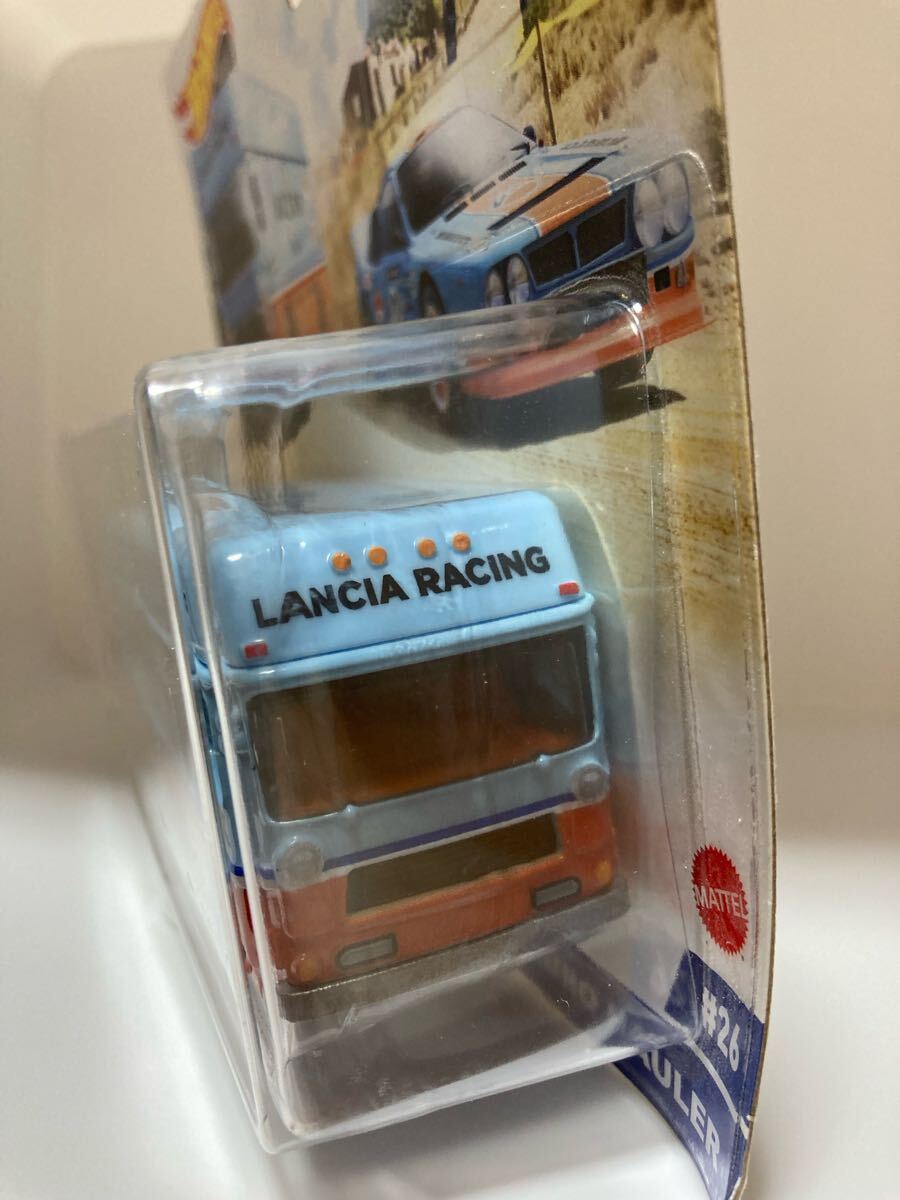 LANCIA RACING
MATTEL
#26
ULER